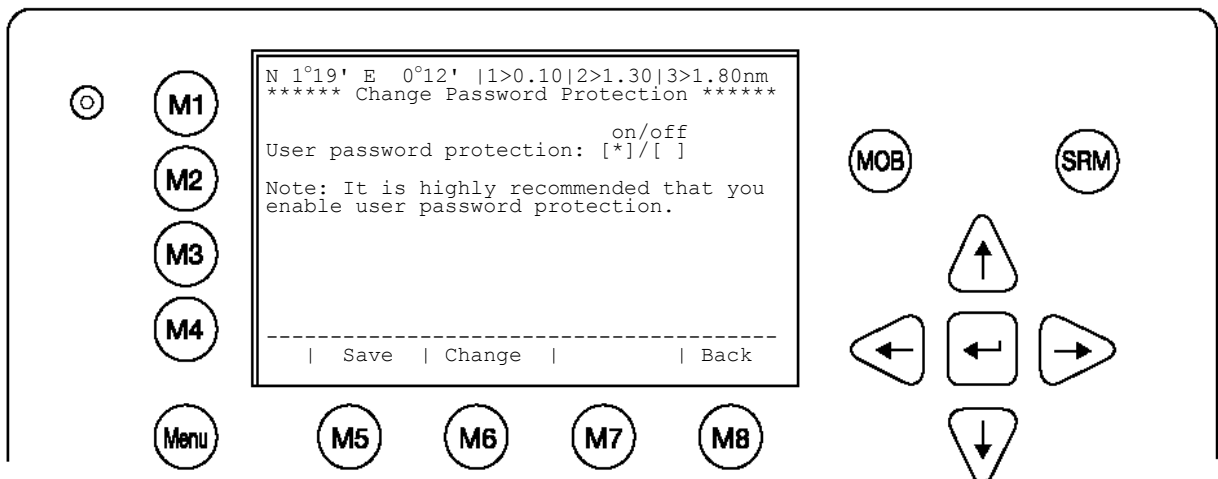 N 1°19' E 0°12' |1>0.10|2>1.30|3>1.80nm
****** Change Password Protection ******
on/off
User password protection: [*]/[ ]
Note: It is highly recommended that you
enable user password protection.
----------------------------------------
| Save | Change | | Back
M1
M2
M3
M4
Menu
M5
M6
M7
M8
MOB
SRM